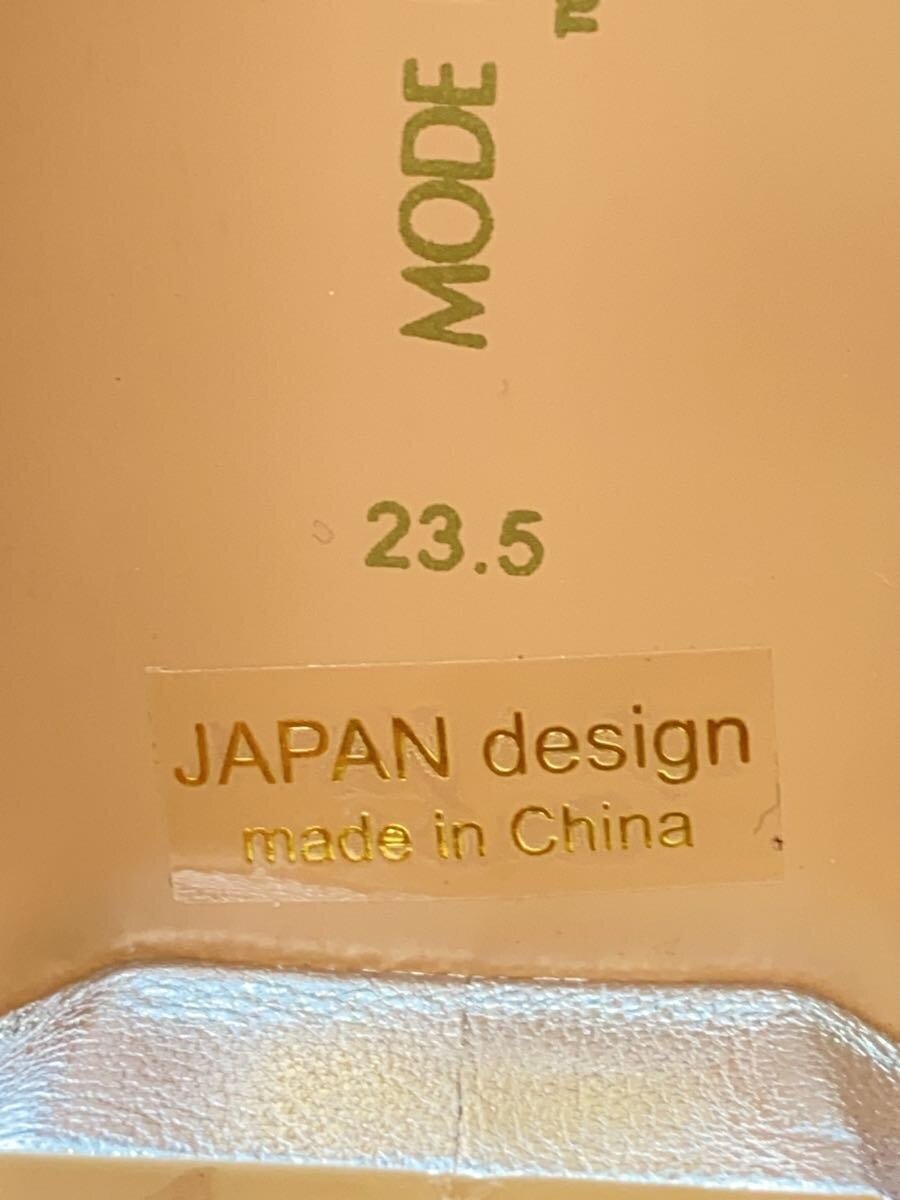 MODE
23.5
JAPAN design
made in China